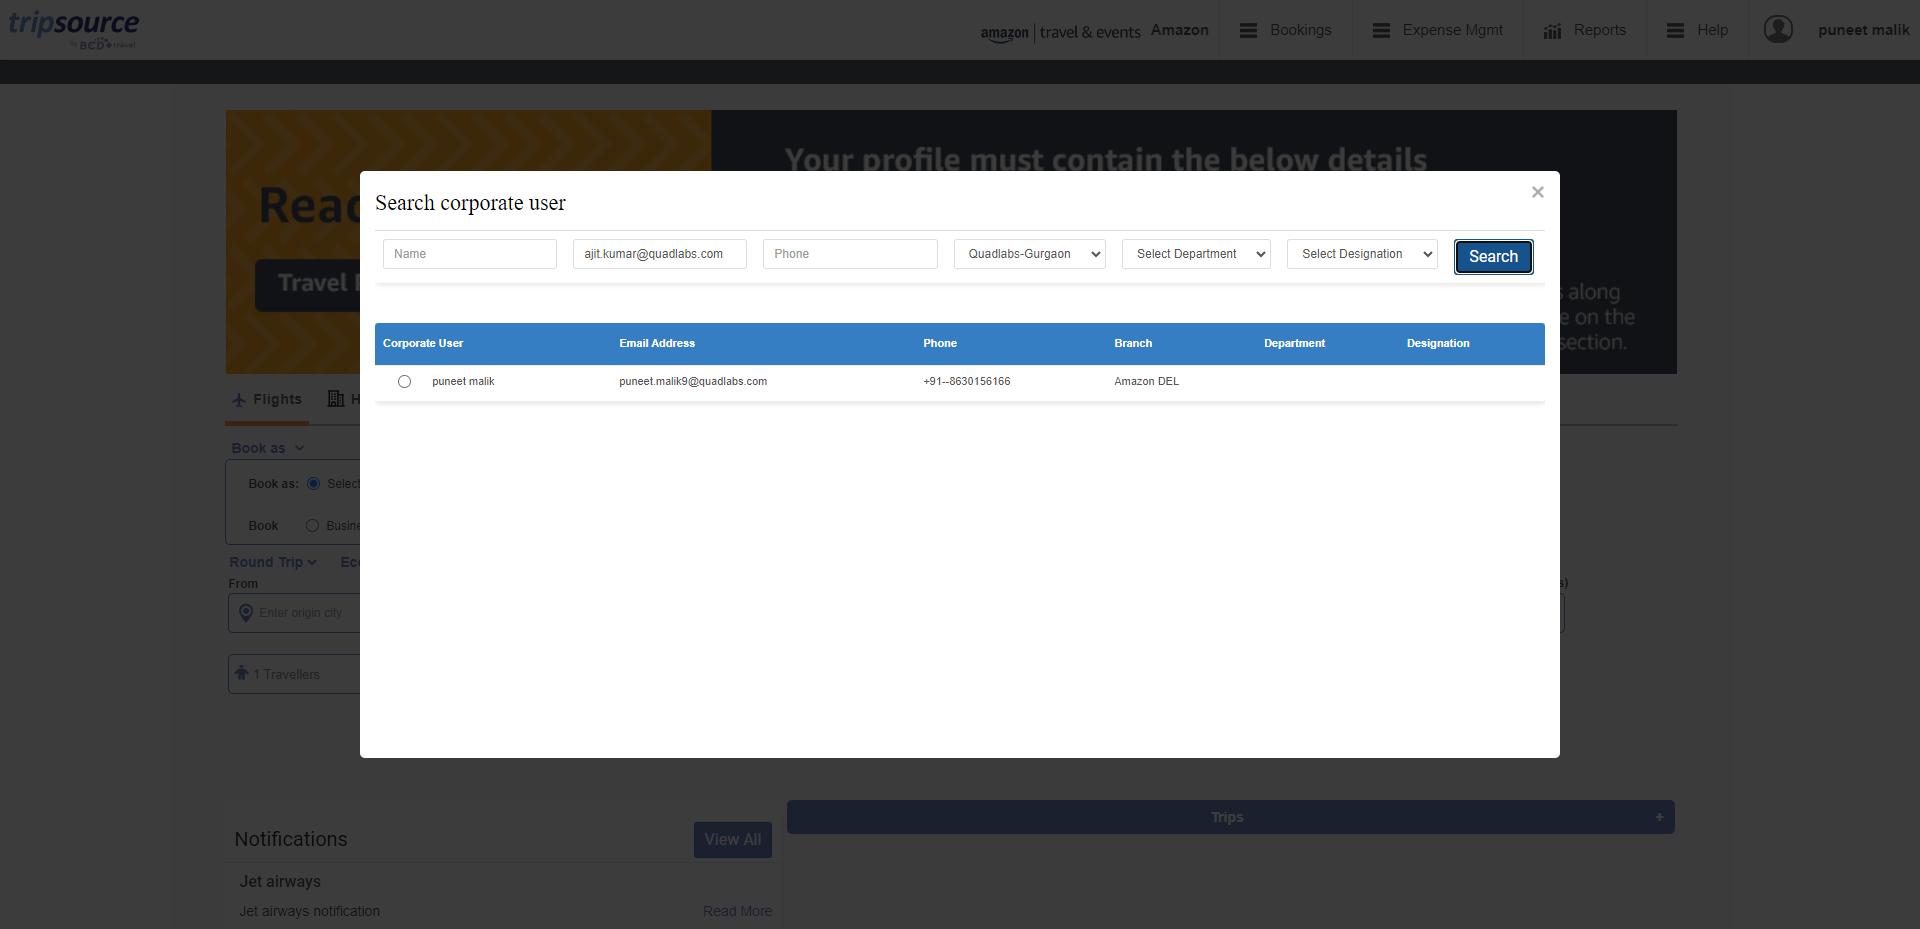 tripsource
by BCD travel
amazon | travel & events Amazon
Bookings
Expense Mgmt
Reports
Help
puneet malik
Your profile must contain the below details
Travel
along
e on the
section.
Search corporate user
×
Name
ajit.kumar@quadlabs.com
Phone
Quadlabs-Gurgaon
Select Department
Select Designation
Search
Corporate User Email Address Phone Branch Department Designation
puneet malik puneet.malik9@quadlabs.com +91--8630156166 Amazon DEL
Flights
Book as
Book as: Select
Book
Round Trip
From
Enter origin city
1 Travellers
Trips +
Notifications
View All
Jet airways
Jet airways notification
Read More